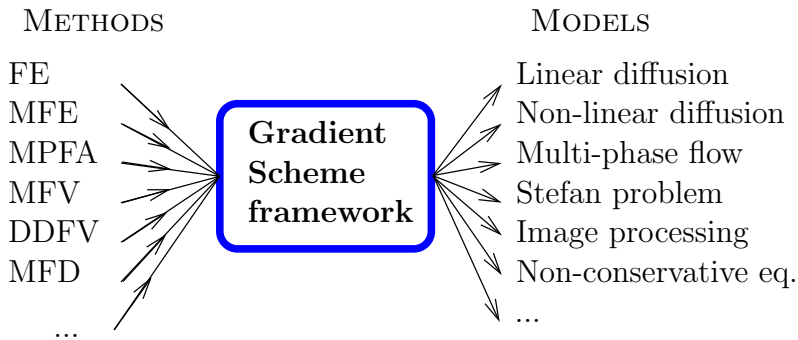 METHODS
FE
MFE
MPFA
MFV
DDFV
MFD
...
Gradient
Scheme
framework
MODELS
Linear diffusion
Non-linear diffusion
Multi-phase flow
Stefan problem
Image processing
Non-conservative eq.
...